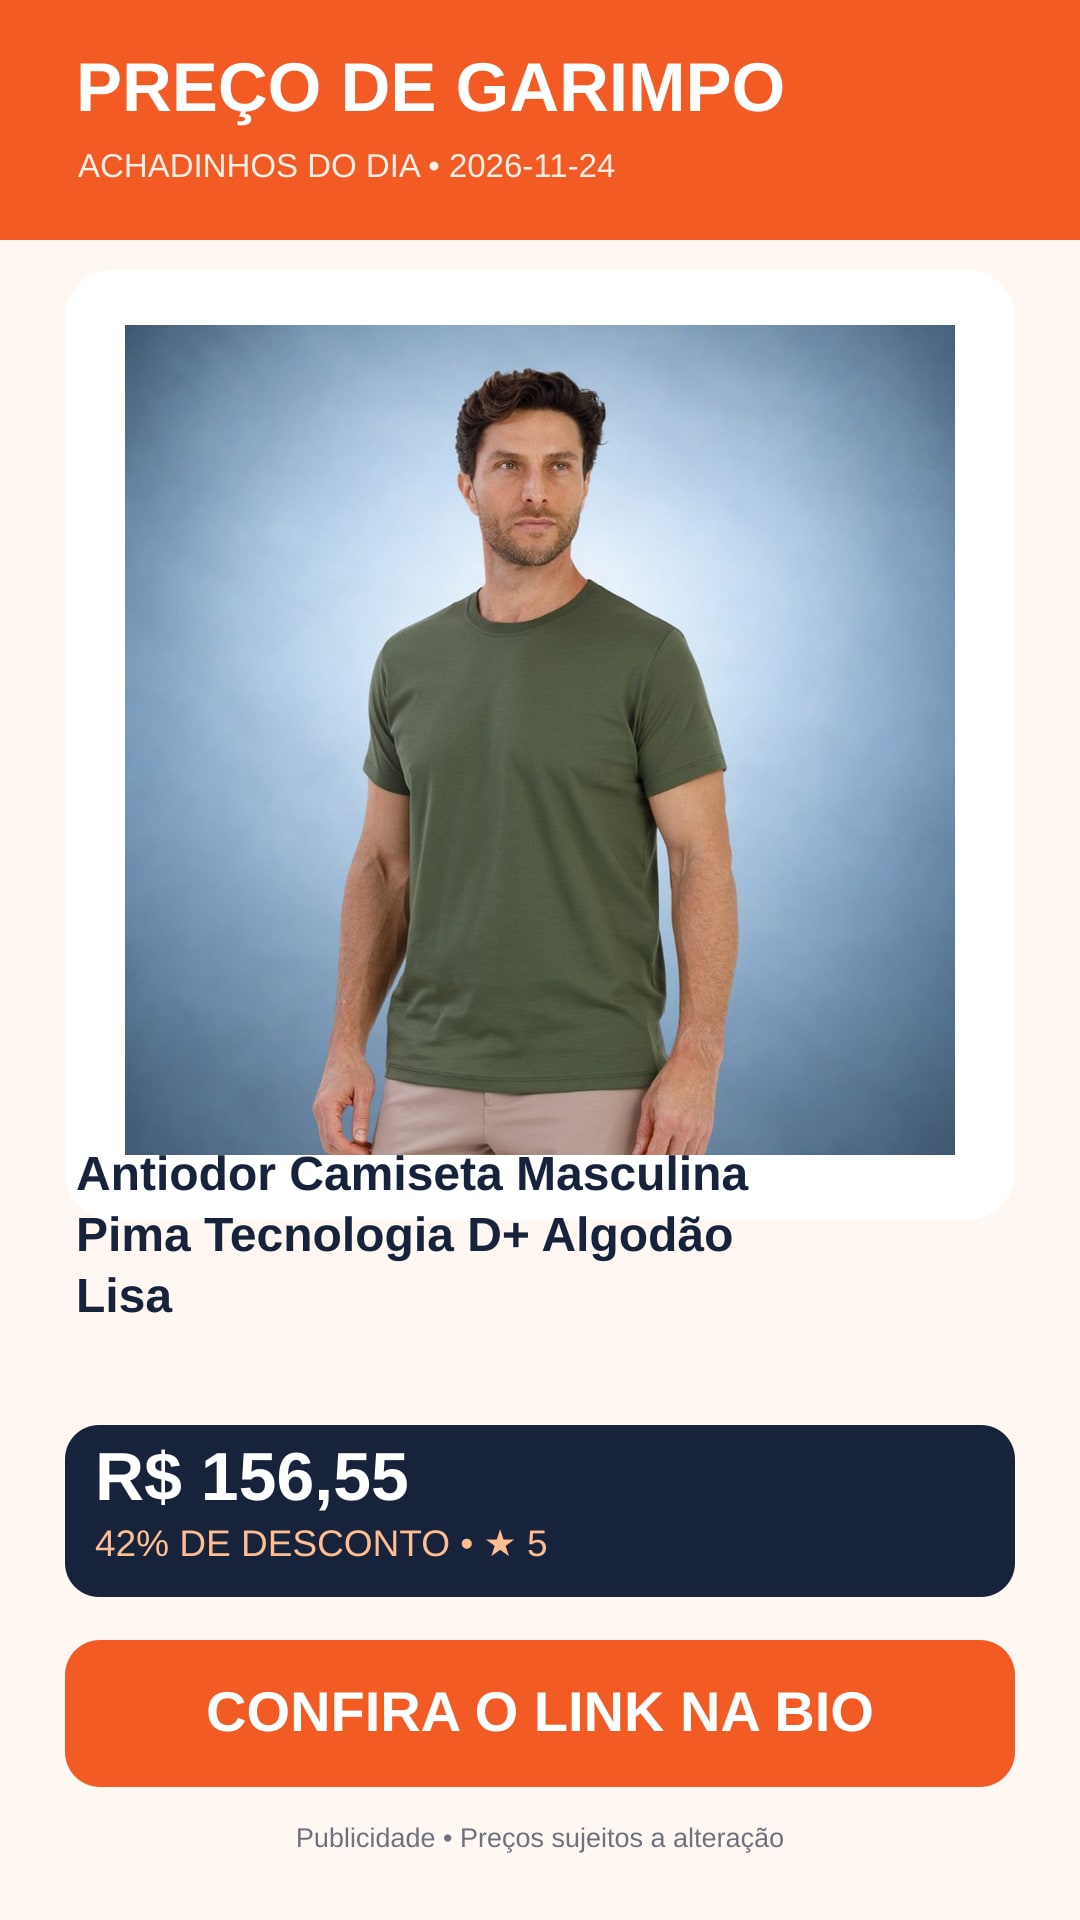 PREÇO DE GARIMPO
ACHADINHOS DO DIA • 2026-11-24
Antiodor Camiseta Masculina
Pima Tecnologia D+ Algodão
Lisa
R$ 156,55
42% DE DESCONTO • ★ 5
CONFIRA O LINK NA BIO
Publicidade • Preços sujeitos a alteração